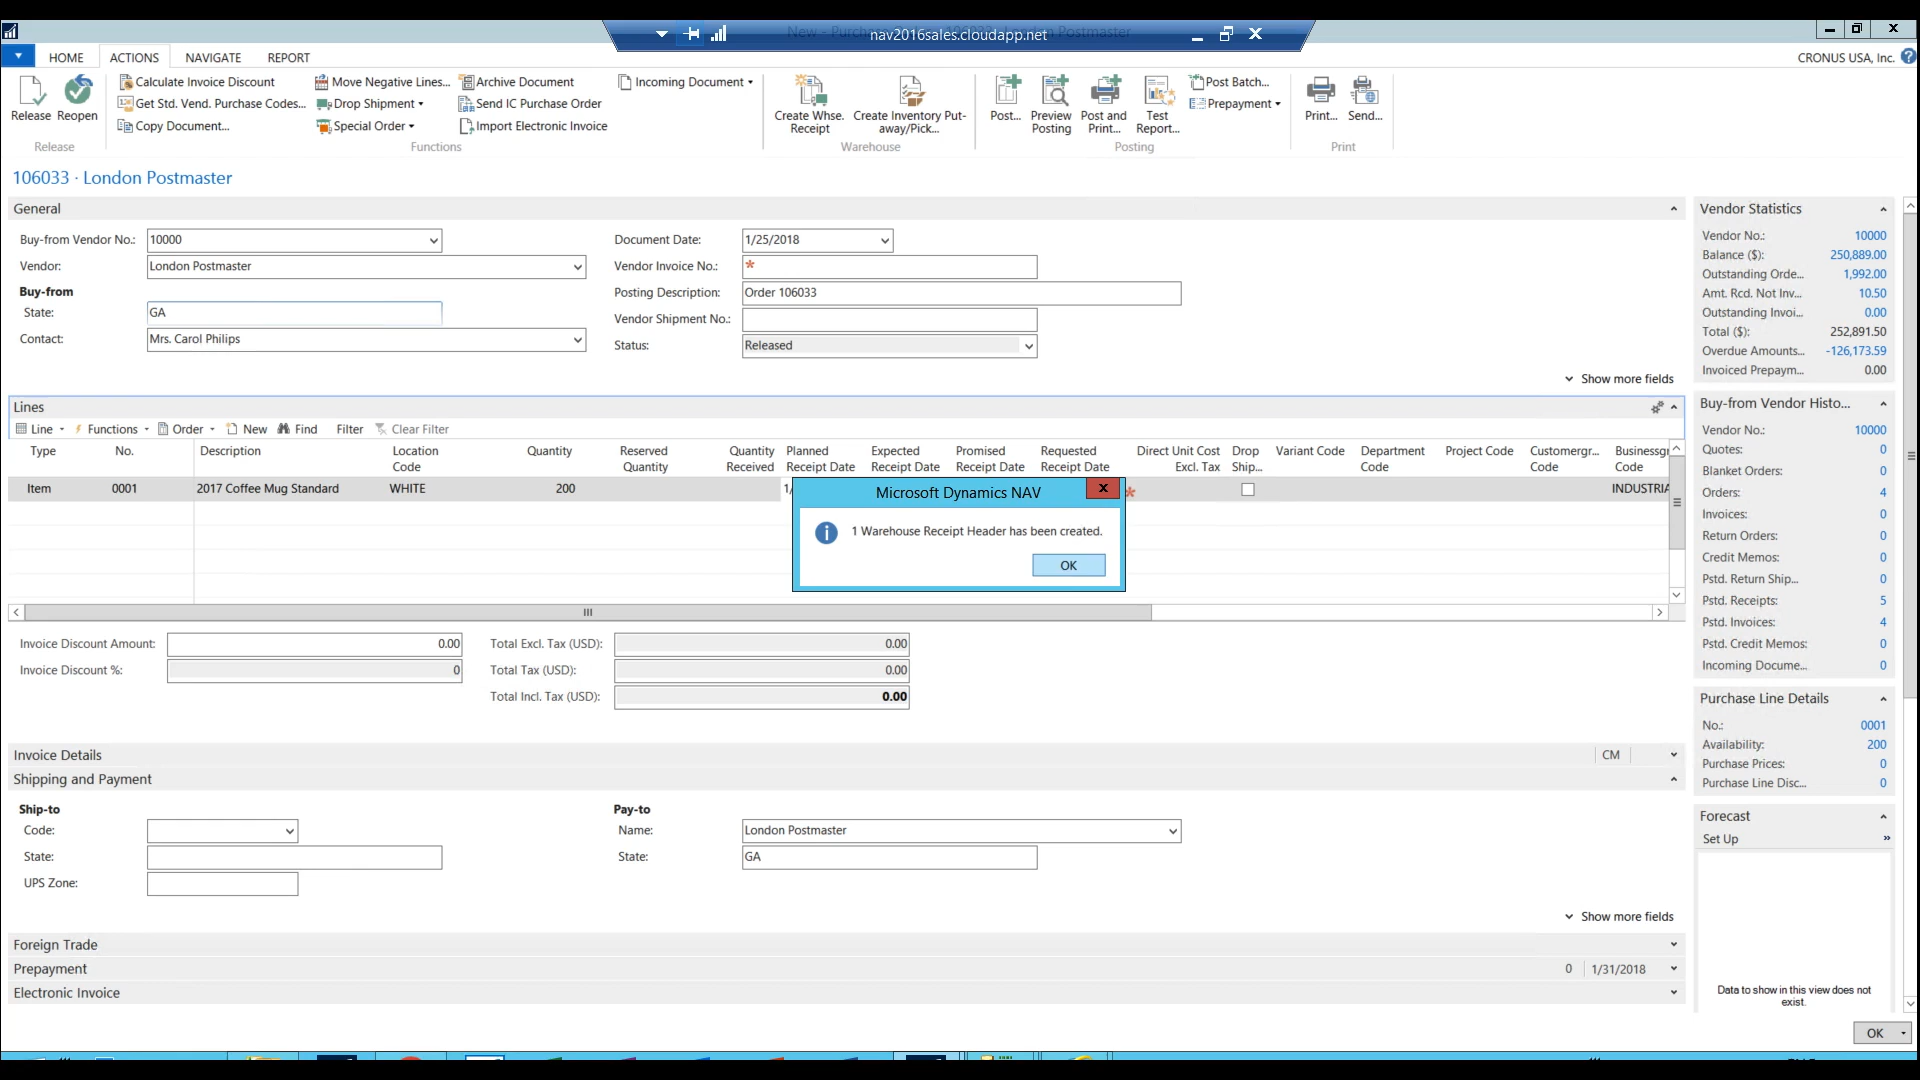 nav2016sales.cloudapp.net
HOME ACTIONS NAVIGATE REPORT
CRONUS USA, Inc.
Release Reopen
Calculate Invoice Discount
Get Std. Vend. Purchase Codes...
Copy Document...
Move Negative Lines...
Drop Shipment
Special Order
Archive Document
Send IC Purchase Order
Import Electronic Invoice
Incoming Document
Create Whse. Receipt
Create Inventory Put-away/Pick...
Post...
Preview Posting
Post and Print...
Test Report...
Post Batch...
Prepayment
Print... Send...
Release Functions Warehouse Posting Print
106033 · London Postmaster
General
Buy-from Vendor No.: 10000
Vendor: London Postmaster
Buy-from
State: GA
Contact: Mrs. Carol Philips
Document Date: 1/25/2018
Vendor Invoice No.: *
Posting Description: Order 106033
Vendor Shipment No.:
Status: Released
Show more fields
Lines
Line Functions Order New Find Filter Clear Filter
Type No. Description Location Code Quantity Reserved Quantity Quantity Received Planned Receipt Date Expected Receipt Date Promised Receipt Date Requested Receipt Date Direct Unit Cost Excl. Tax Drop Ship... Variant Code Department Code Project Code Customergr... Code Businessgr Code
Item 0001 2017 Coffee Mug Standard WHITE 200 1/ * INDUSTRIA
Microsoft Dynamics NAV
1 Warehouse Receipt Header has been created.
OK
Invoice Discount Amount: 0.00
Invoice Discount %: 0
Total Excl. Tax (USD): 0.00
Total Tax (USD): 0.00
Total Incl. Tax (USD): 0.00
Invoice Details CM
Shipping and Payment
Ship-to
Code:
State:
UPS Zone:
Pay-to
Name: London Postmaster
State: GA
Show more fields
Foreign Trade
Prepayment 0 1/31/2018
Electronic Invoice
Vendor Statistics
Vendor No.: 10000
Balance ($): 250,889.00
Outstanding Orde... 1,992.00
Amt. Rcd. Not Inv... 10.50
Outstanding Invoi... 0.00
Total ($): 252,891.50
Overdue Amounts... -126,173.59
Invoiced Prepaym... 0.00
Buy-from Vendor Histo...
Vendor No.: 10000
Quotes: 0
Blanket Orders: 0
Orders: 4
Invoices: 0
Return Orders: 0
Credit Memos: 0
Pstd. Return Ship... 0
Pstd. Receipts: 5
Pstd. Invoices: 4
Pstd. Credit Memos: 0
Incoming Docume... 0
Purchase Line Details
No.: 0001
Availability: 200
Purchase Prices: 0
Purchase Line Disc... 0
Forecast
Set Up
Data to show in this view does not exist.
OK